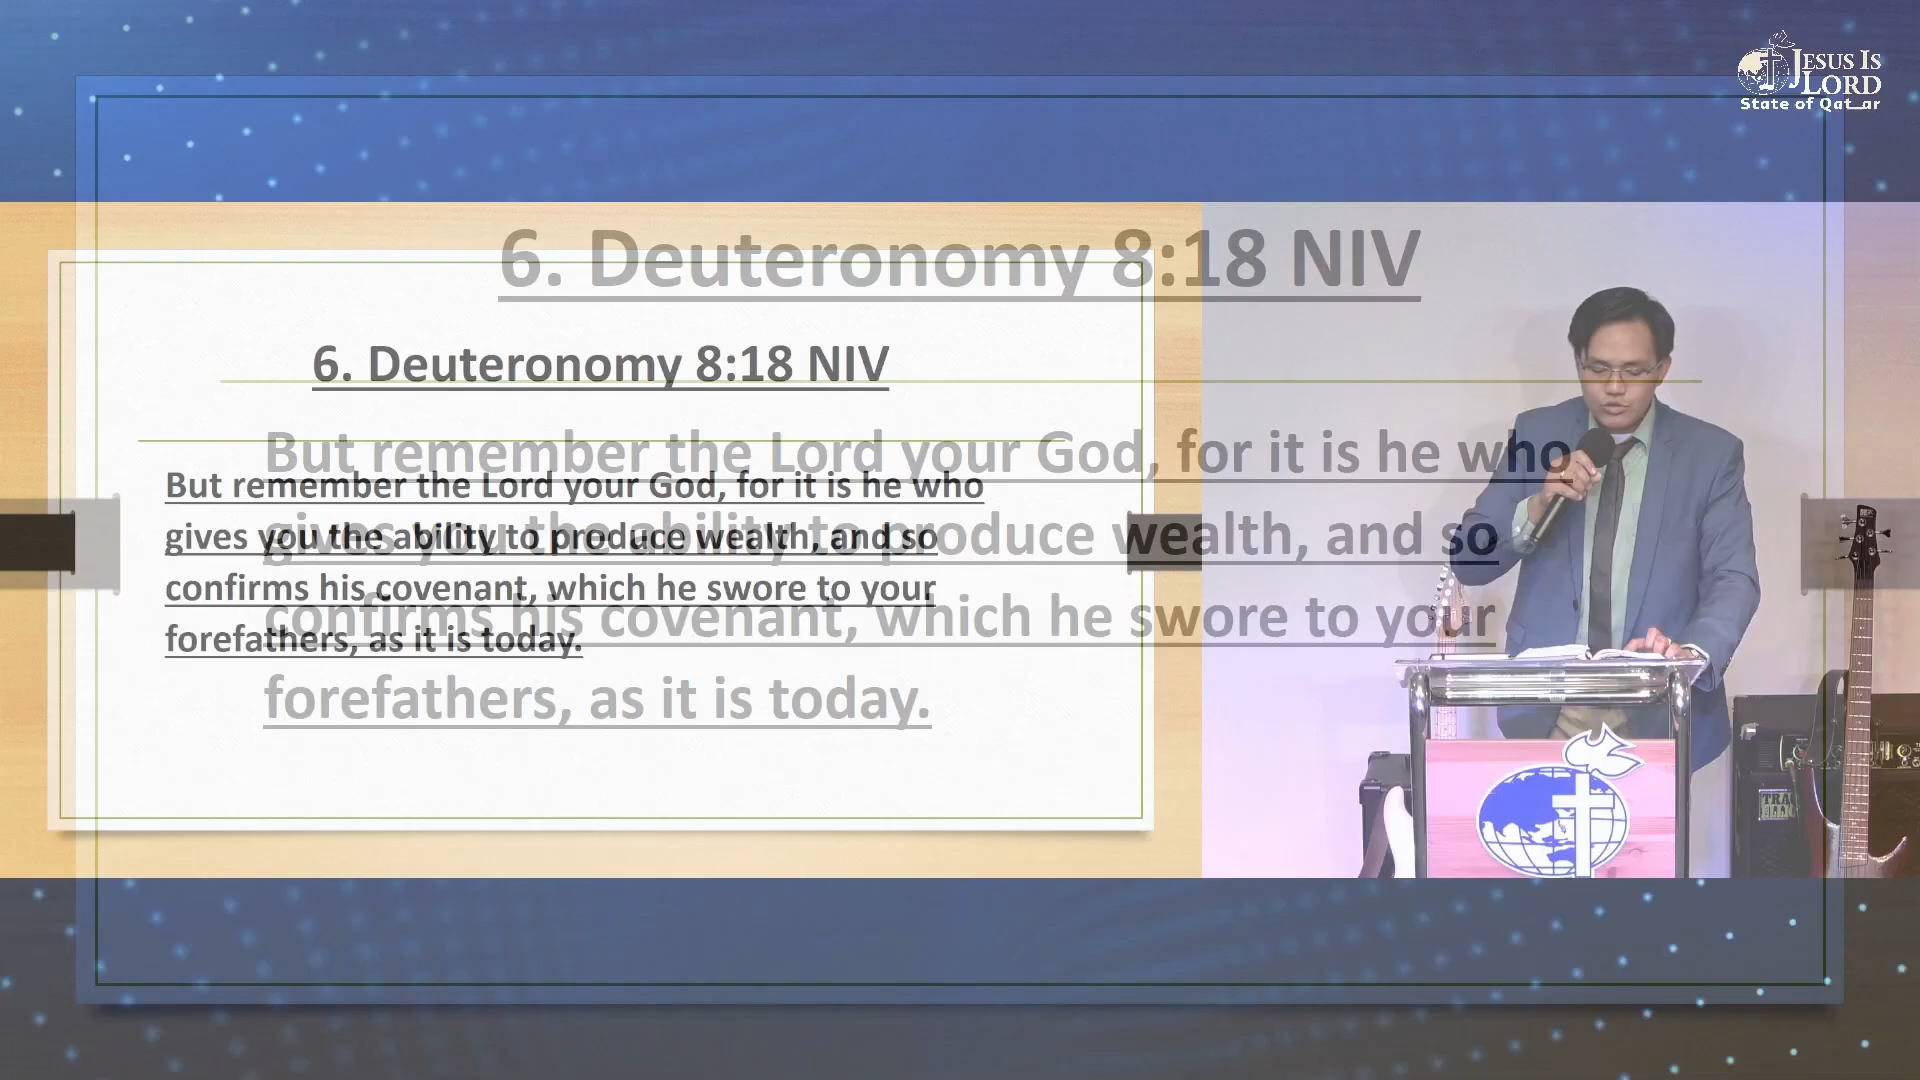 JESUS IS
LORD
State of Qatar
6. Deuteronomy 8:18 NIV
But remember the Lord your God, for it is he who
gives you the ability to produce wealth, and so
confirms his covenant, which he swore to your
forefathers, as it is today.
6. Deuteronomy 8:18 NIV
But remember the Lord your God, for it is he who
gives you the ability to produce wealth, and so
confirms his covenant, which he swore to your
forefathers, as it is today.